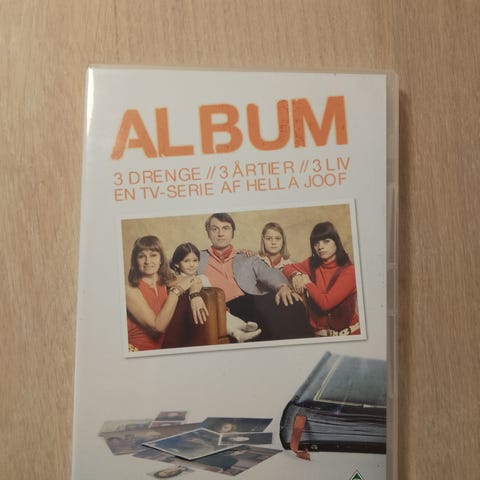 ALBUM
3 DRENGE // 3 ÅRTIER // 3 LIV
EN TV-SERIE AF HELLA JOOF